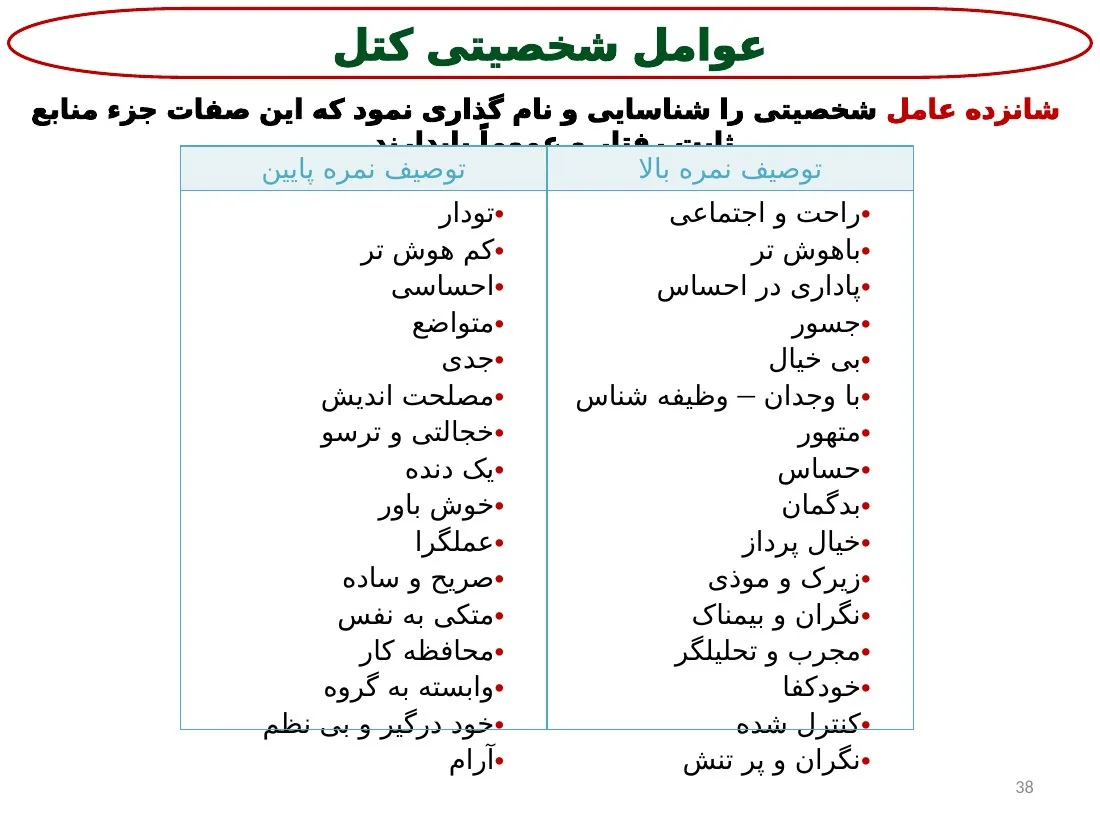 عوامل شخصیتی کتل
شانزده عامل شخصیتی را شناسایی و نام گذاری نمود که این صفات جزء منابع
ثابت رفتار و عموماً پایدارند
توصیف نمره بالا
•راحت و اجتماعی
•باهوش تر
•پاداری در احساس
•جسور
•بی خیال
•با وجدان – وظیفه شناس
•متهور
•حساس
•بدگمان
•خیال پرداز
•زیرک و موذی
•نگران و بیمناک
•مجرب و تحلیلگر
•خودکفا
•کنترل شده
•نگران و پر تنش
توصیف نمره پایین
•تودار
•کم هوش تر
•احساسی
•متواضع
•جدی
•مصلحت اندیش
•خجالتی و ترسو
•یک دنده
•خوش باور
•عملگرا
•صریح و ساده
•متکی به نفس
•محافظه کار
•وابسته به گروه
•خود درگیر و بی نظم
•آرام
38